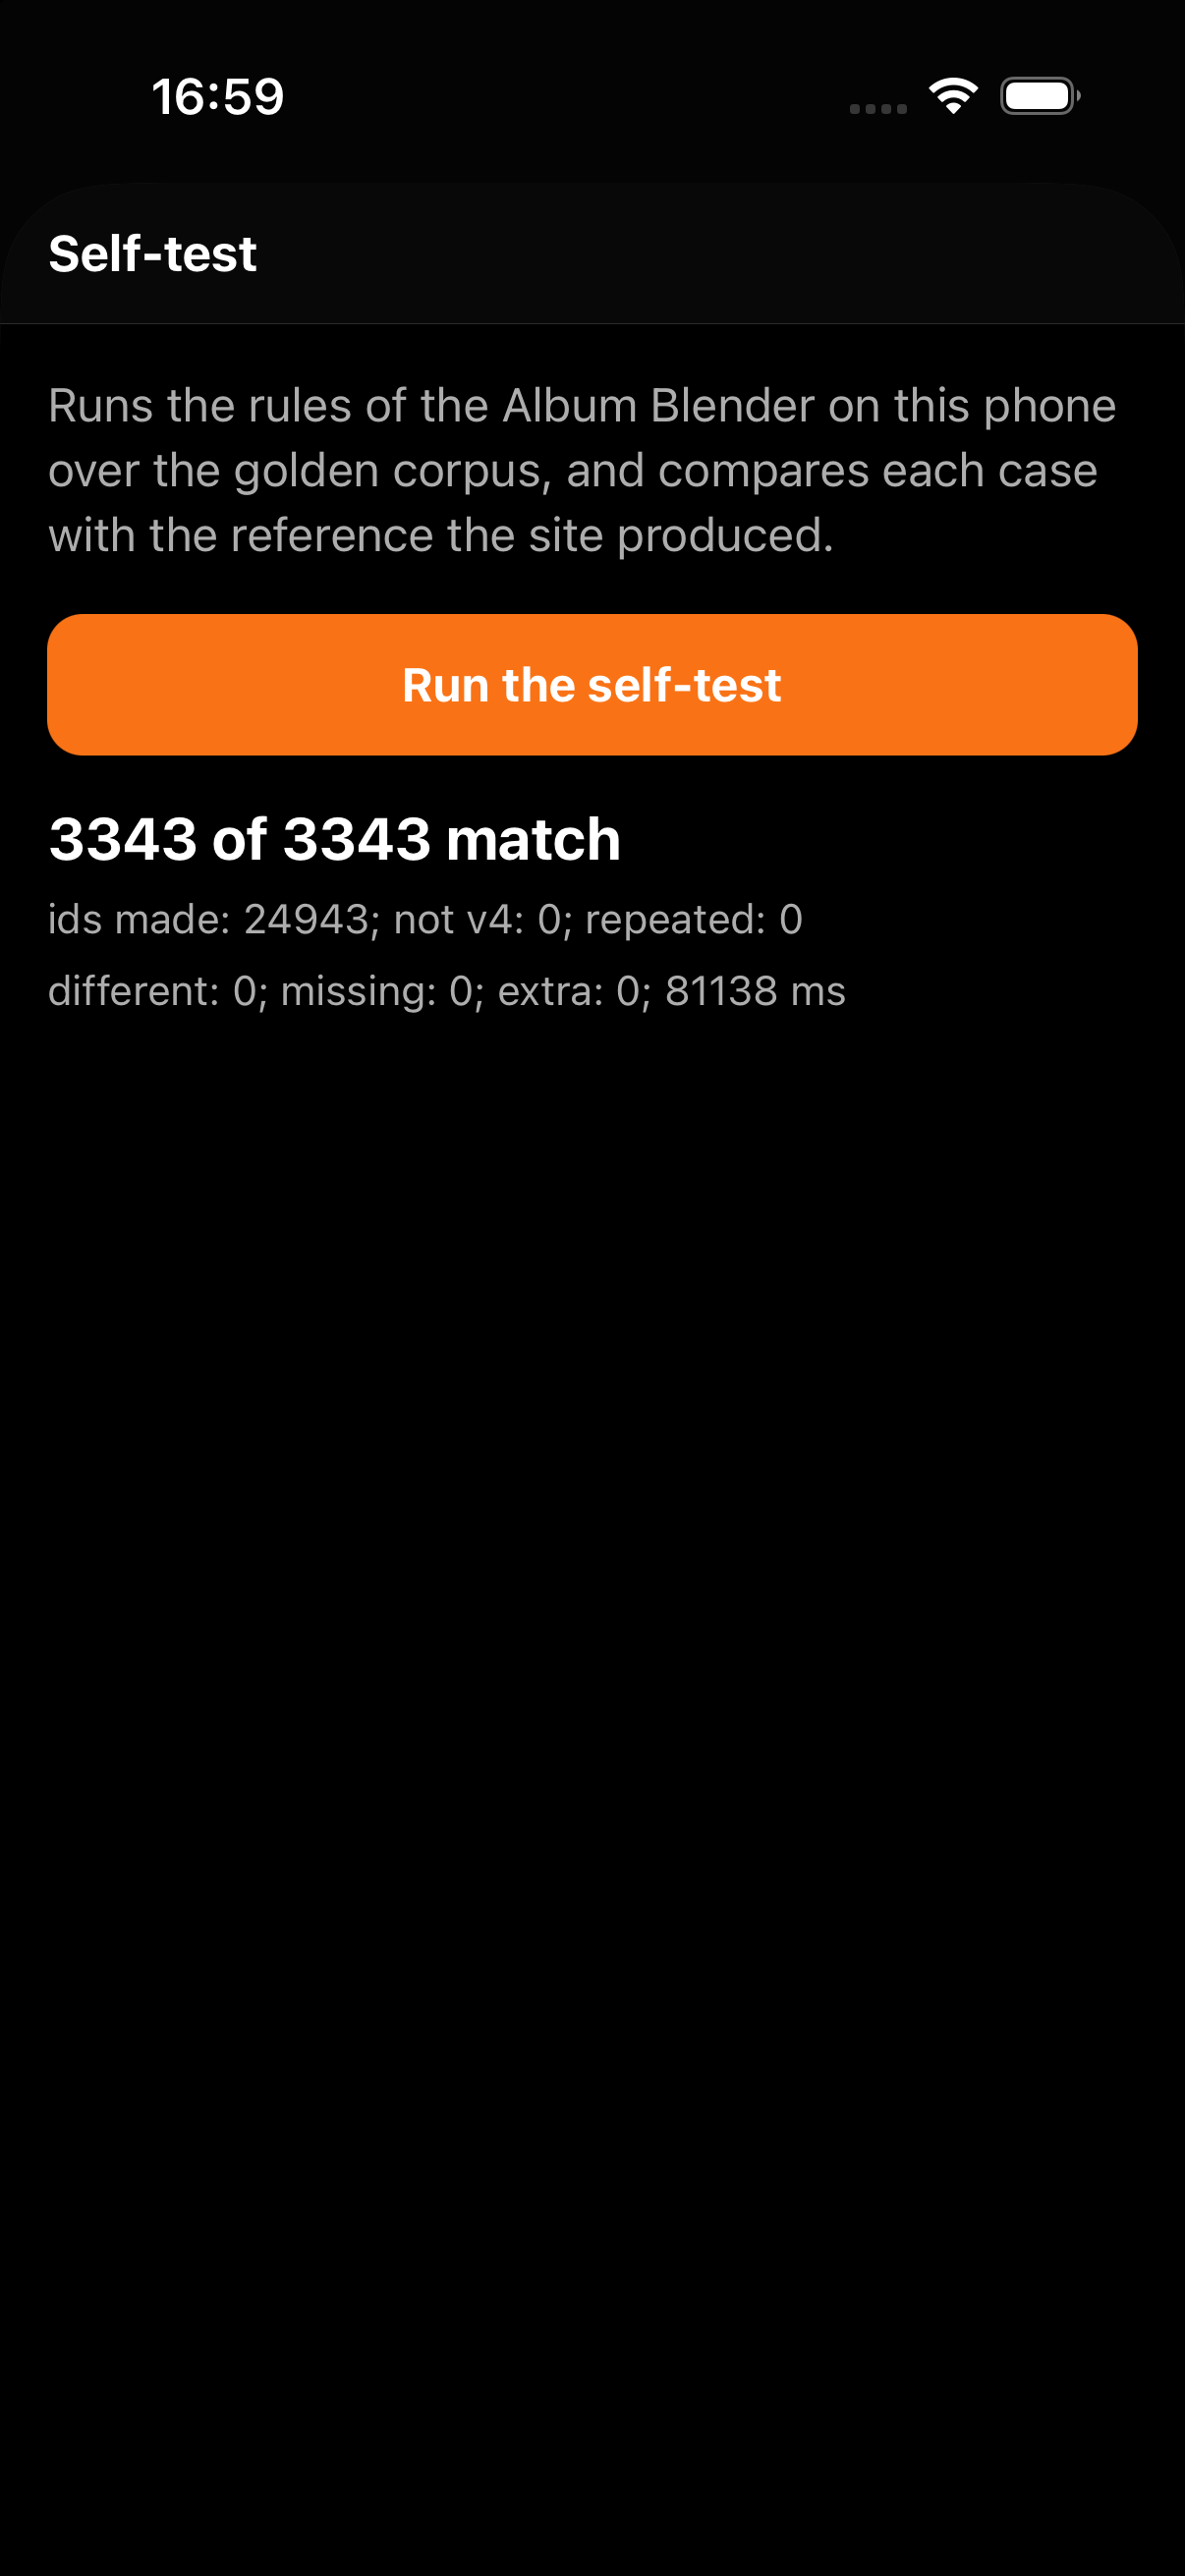 16:59
Self-test
Runs the rules of the Album Blender on this phone
over the golden corpus, and compares each case
with the reference the site produced.
Run the self-test
3343 of 3343 match
ids made: 24943; not v4: 0; repeated: 0
different: 0; missing: 0; extra: 0; 81138 ms